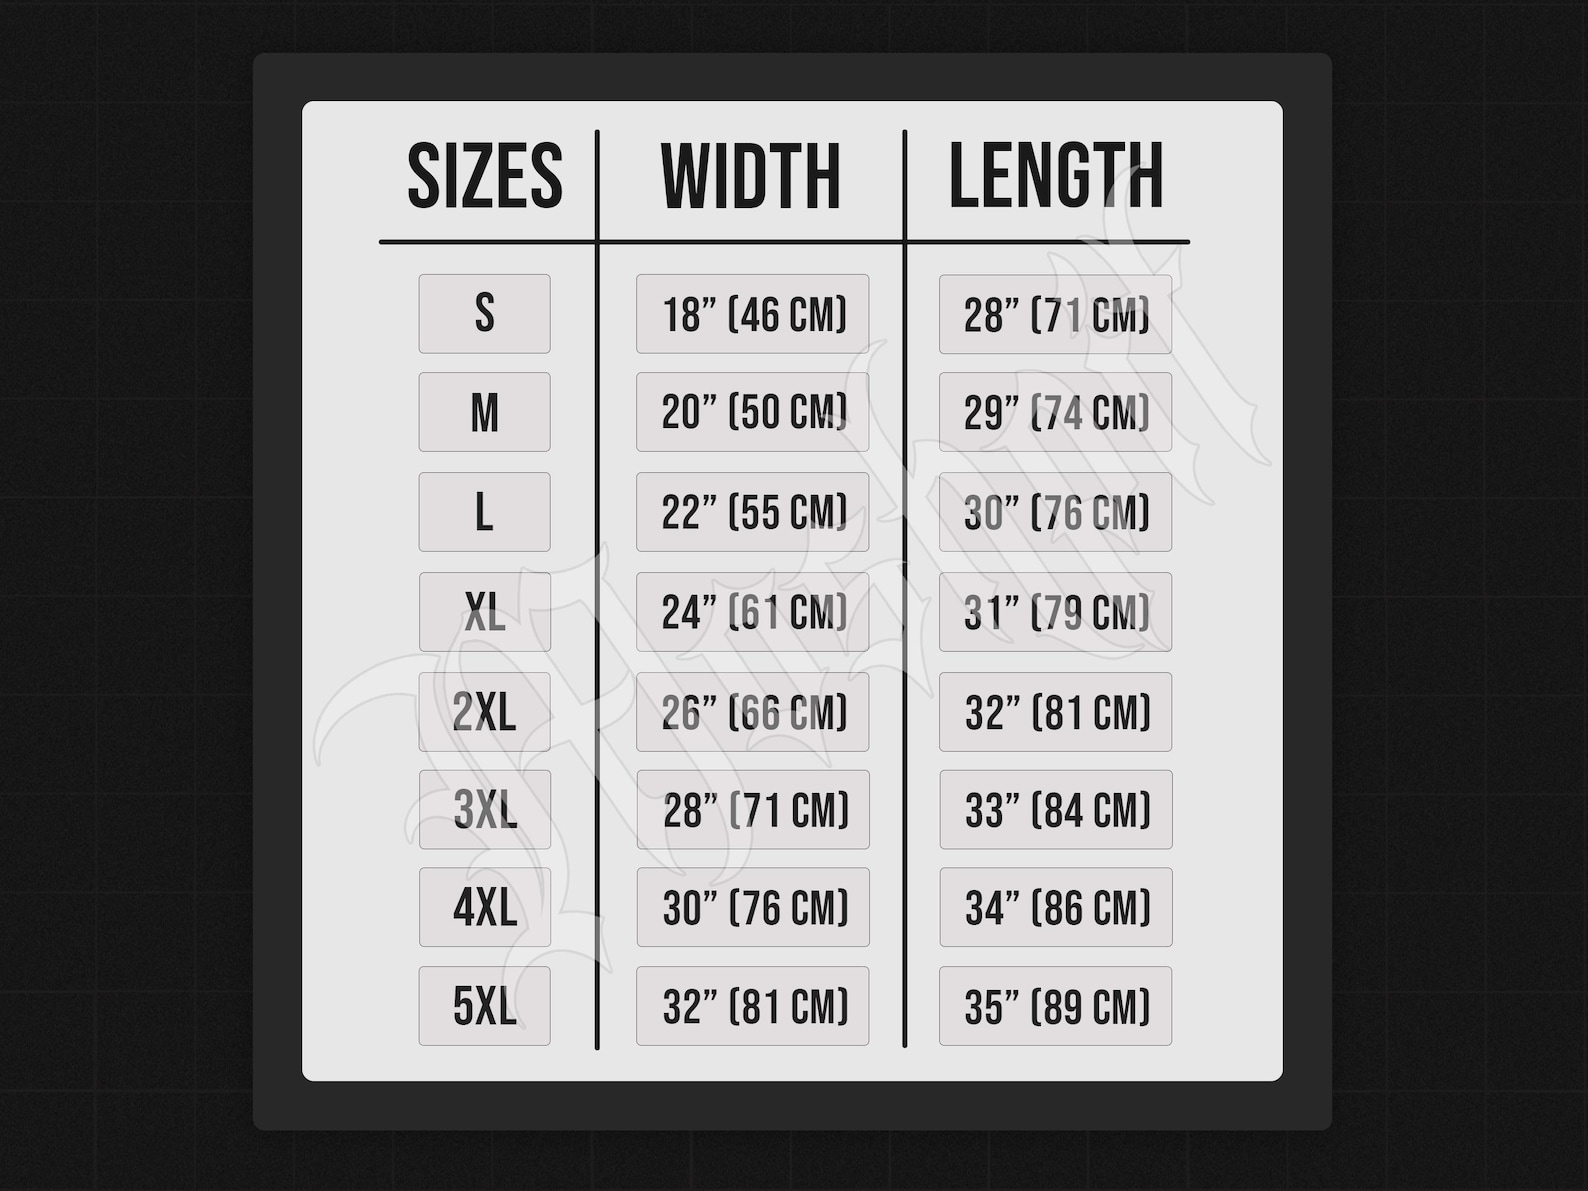 SIZES WIDTH LENGTH
S 18” (46 CM) 28” (71 CM)
M 20” (50 CM) 29” (74 CM)
L 22” (55 CM) 30” (76 CM)
XL 24” (61 CM) 31” (79 CM)
2XL 26” (66 CM) 32” (81 CM)
3XL 28” (71 CM) 33” (84 CM)
4XL 30” (76 CM) 34” (86 CM)
5XL 32” (81 CM) 35” (89 CM)